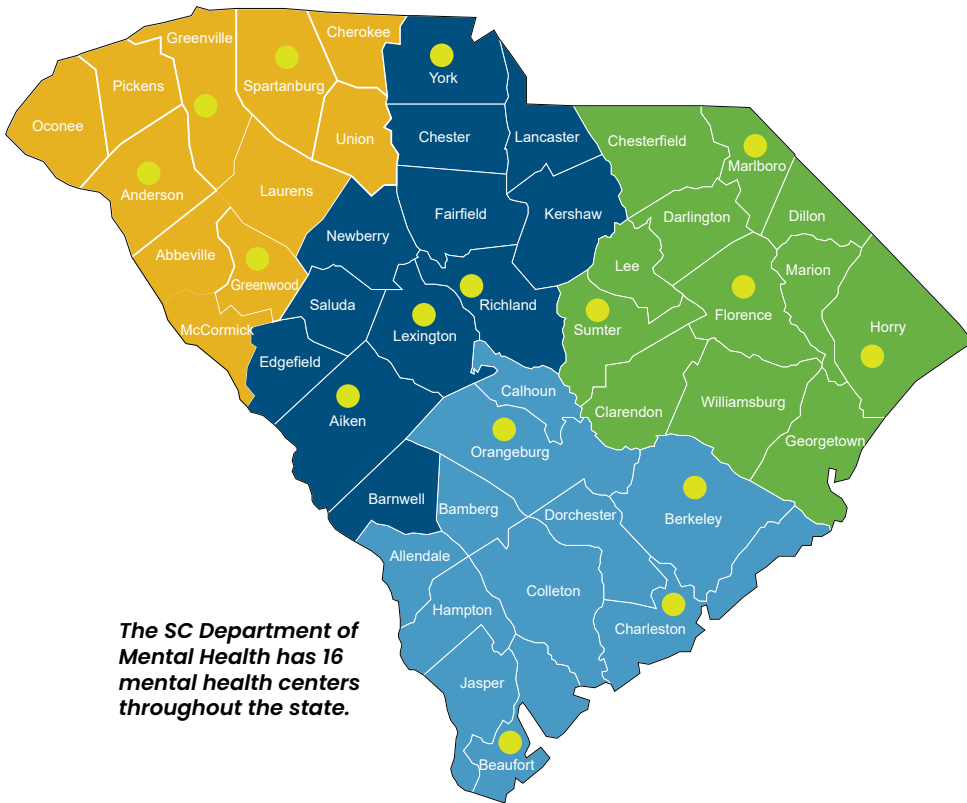 Greenville
Cherokee
Spartanburg
York
Pickens
Oconee
Union
Chester
Lancaster
Chesterfield
Marlboro
Anderson
Laurens
Fairfield
Kershaw
Darlington
Dillon
Newberry
Abbeville
Greenwood
Lee
Marion
Saluda
Richland
McCormick
Lexington
Sumter
Florence
Horry
Edgefield
Calhoun
Aiken
Clarendon
Williamsburg
Orangeburg
Georgetown
Barnwell
Bamberg
Dorchester
Berkeley
Allendale
Colleton
Hampton
Charleston
Jasper
Beaufort
The SC Department of
Mental Health has 16
mental health centers
throughout the state.